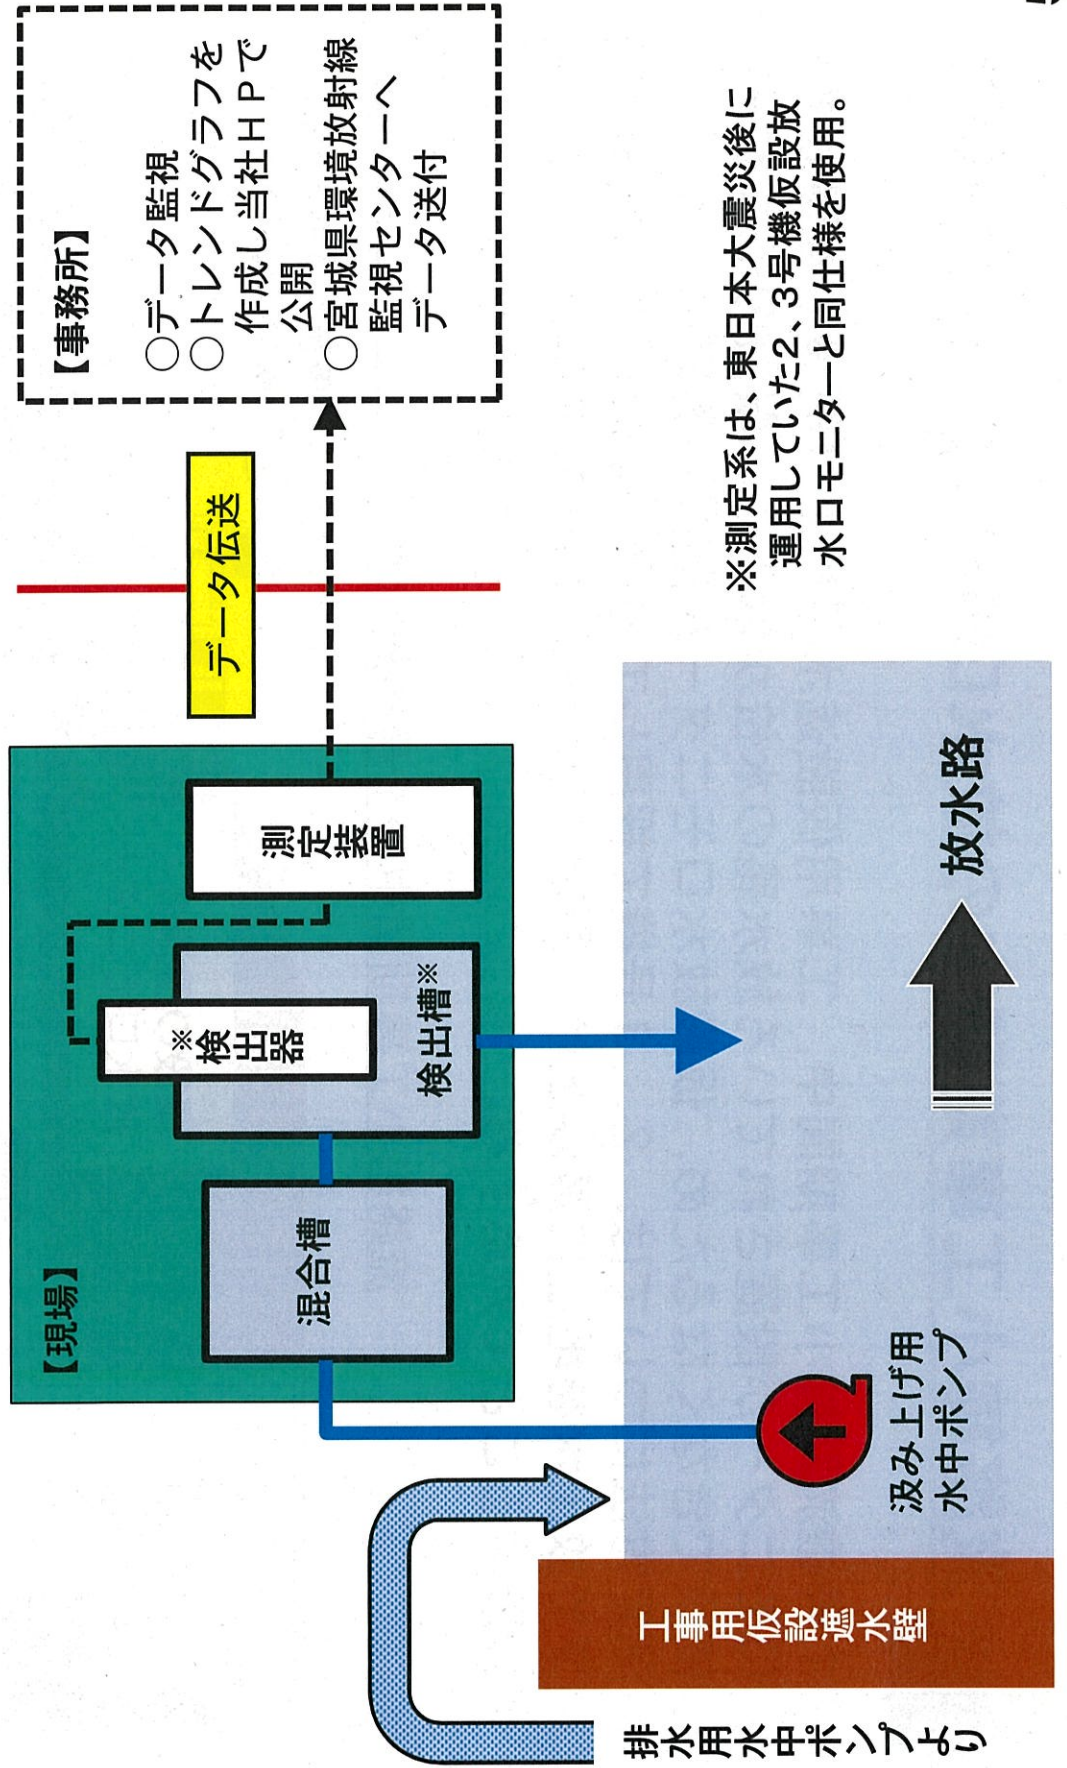 【現場】
混合槽
※
検出器
検出槽※
測定装置
データ伝送
【事務所】
○データ監視
○トレンドグラフを
作成し当社HPで
公開
○宮城県環境放射線
監視センターへ
データ送付
排水用水中ポンプより
工事用仮設遮水壁
汲み上げ用
水中ポンプ
放水路
※測定系は、東日本大震災後に
運用していた2、3号機仮設放
水口モニターと同仕様を使用。